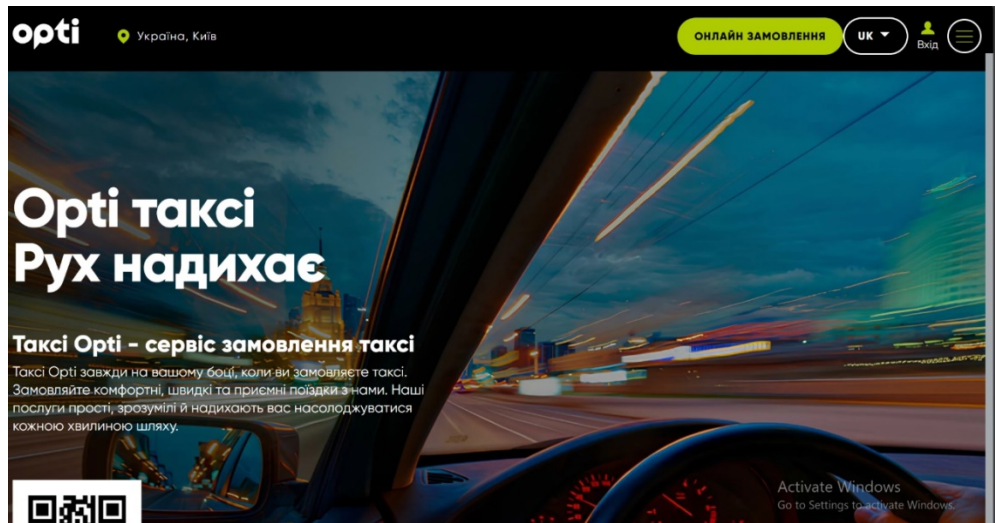 opti
Україна, Київ
ОНЛАЙН ЗАМОВЛЕННЯ
UK
Вхід
Opti таксі
Рух надихає
Таксі Opti - сервіс замовлення таксі
Таксі Opti завжди на вашому боці, коли ви замовляєте таксі.
Замовляйте комфортні, швидкі та приємні поїздки з нами. Наші
послуги прості, зрозумілі й надихають вас насолоджуватися
кожною хвилиною шляху.
Activate Windows
Go to Settings to activate Windows.